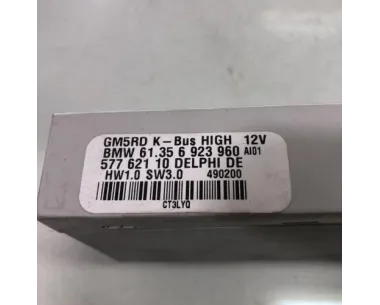 GM5RD K-Bus HIGH 12V
BMW 61.35 6 923 960 AI01
577 621 10 DELPHI DE
HW1.0 SW3.0 490200
CT3LYQ